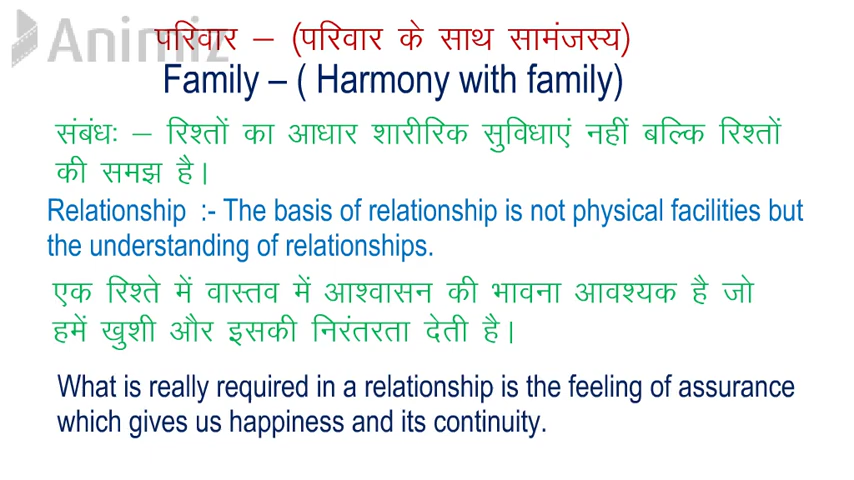 Animiz
परिवार – (परिवार के साथ सामंजस्य)
Family – ( Harmony with family)
संबंधः – रिश्तों का आधार शारीरिक सुविधाएं नहीं बल्कि रिश्तों
की समझ है।
Relationship :- The basis of relationship is not physical facilities but
the understanding of relationships.
एक रिश्ते में वास्तव में आश्वासन की भावना आवश्यक है जो
हमें खुशी और इसकी निरंतरता देती है।
What is really required in a relationship is the feeling of assurance
which gives us happiness and its continuity.